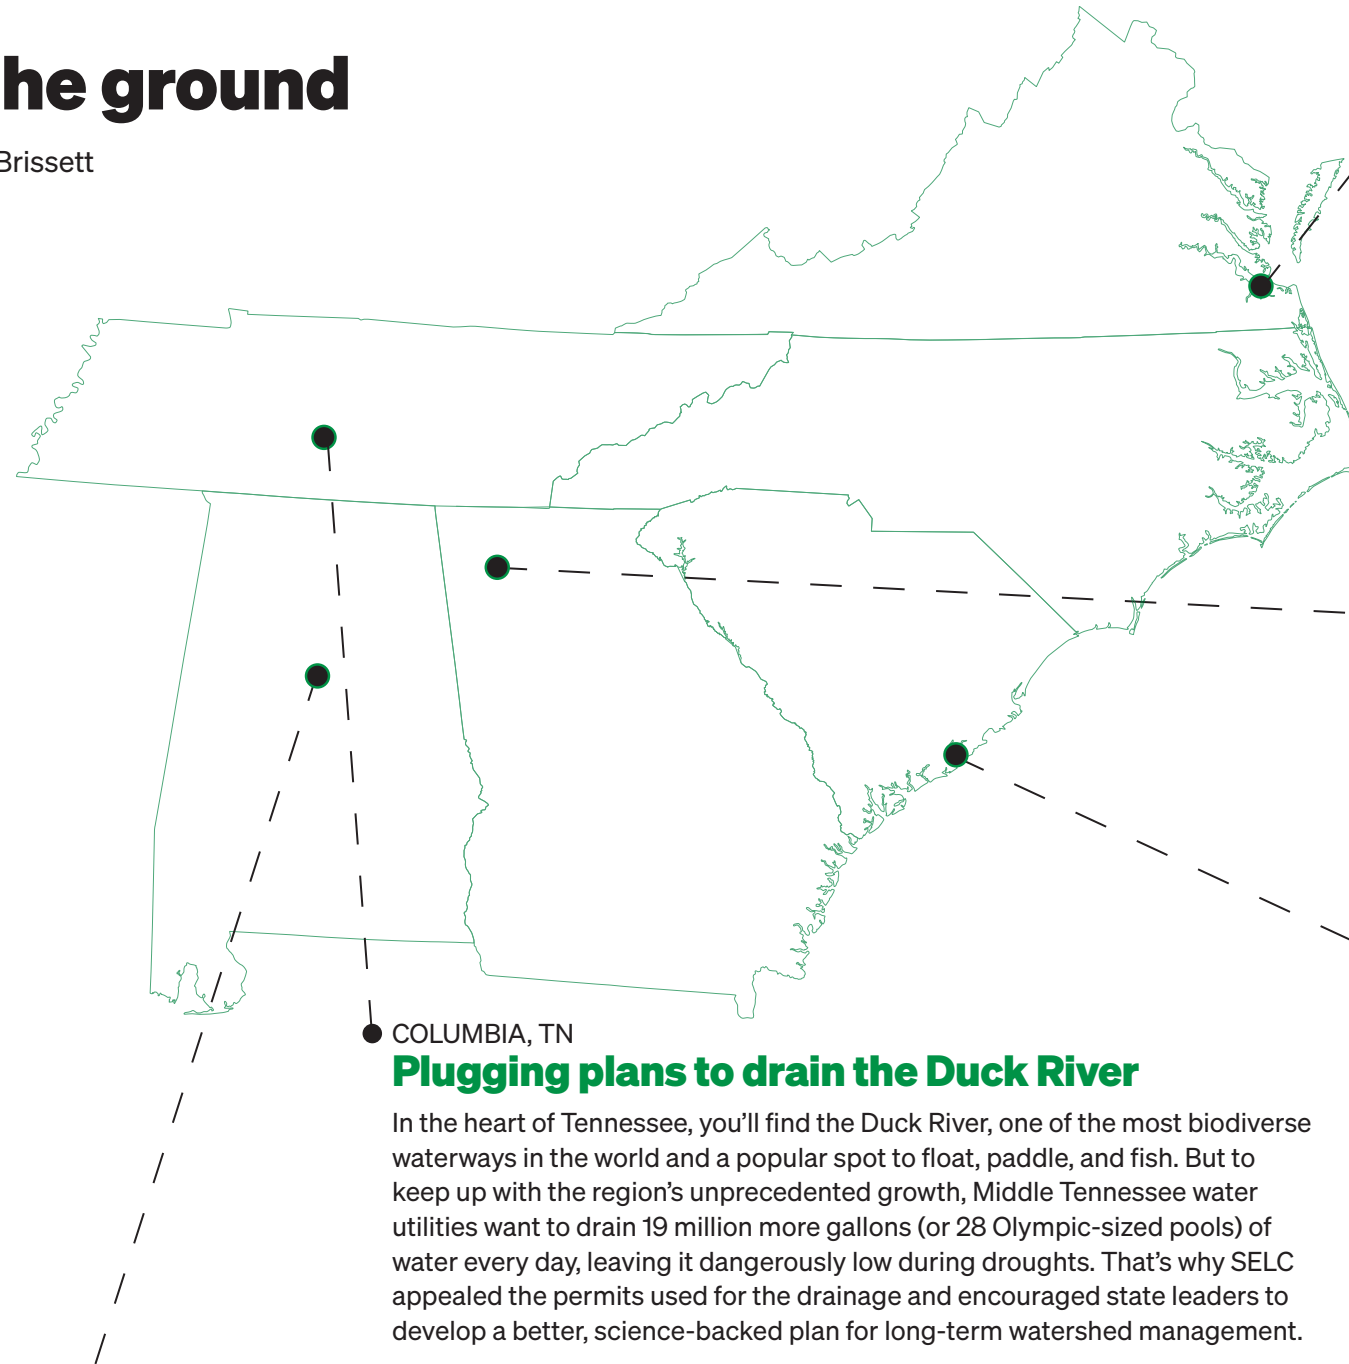 he ground
Brissett
COLUMBIA, TN
Plugging plans to drain the Duck River
In the heart of Tennessee, you’ll find the Duck River, one of the most biodiverse
waterways in the world and a popular spot to float, paddle, and fish. But to
keep up with the region’s unprecedented growth, Middle Tennessee water
utilities want to drain 19 million more gallons (or 28 Olympic-sized pools) of
water every day, leaving it dangerously low during droughts. That’s why SELC
appealed the permits used for the drainage and encouraged state leaders to
develop a better, science-backed plan for long-term watershed management.